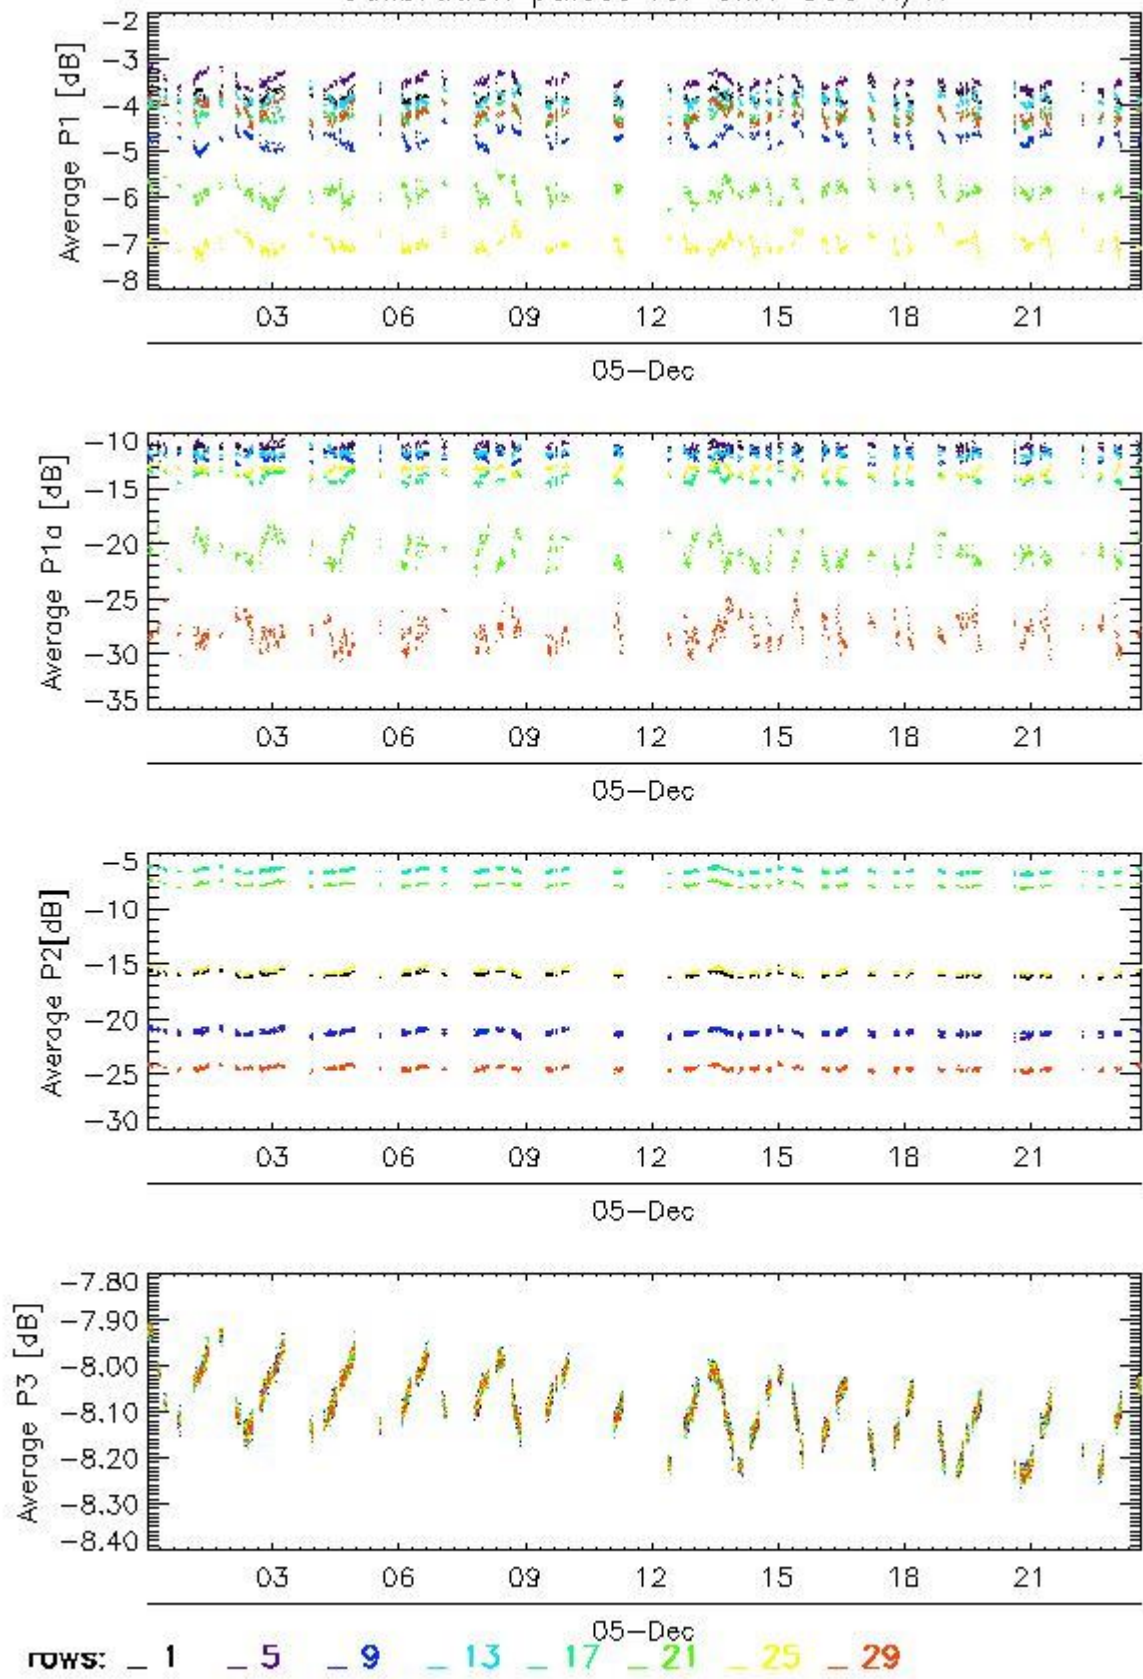 -2
-3
-4
-5
-6
-7
-8
Average P1 [dB]
03 06 09 12 15 18 21
05-Dec
-10
-15
-20
-25
-30
-35
Average P1a [dB]
03 06 09 12 15 18 21
05-Dec
-5
-10
-15
-20
-25
-30
Average P2[dB]
03 06 09 12 15 18 21
05-Dec
-7.80
-7.90
-8.00
-8.10
-8.20
-8.30
-8.40
Average P3 [dB]
03 06 09 12 15 18 21
05-Dec
rows: _ 1 _ 5 _ 9 _ 13 _ 17 _ 21 _ 25 _ 29